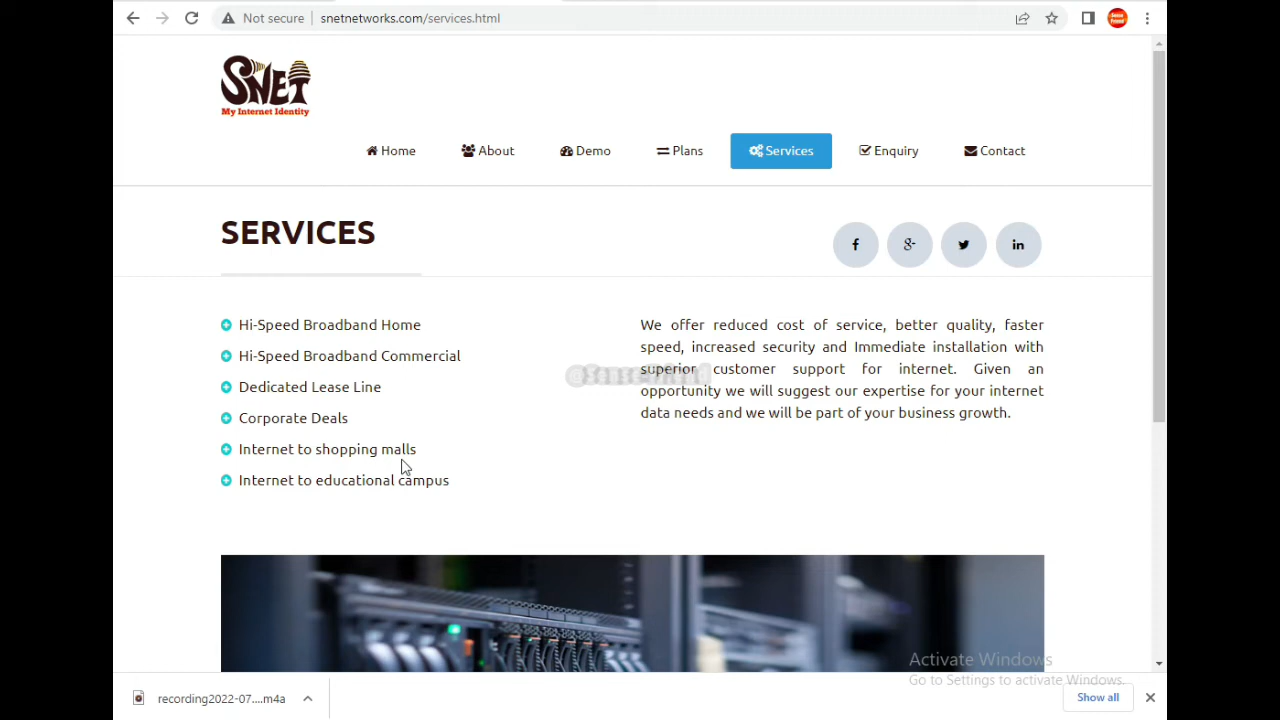 Not secure
snetnetworks.com/services.html
SNET
My Internet Identity
Home
About
Demo
Plans
Services
Enquiry
Contact
SERVICES
Hi-Speed Broadband Home
Hi-Speed Broadband Commercial
Dedicated Lease Line
Corporate Deals
Internet to shopping malls
Internet to educational campus
We offer reduced cost of service, better quality, faster
speed, increased security and Immediate installation with
superior customer support for internet. Given an
opportunity we will suggest our expertise for your internet
data needs and we will be part of your business growth.
Activate Windows
Go to Settings to activate Windows.
recording2022-07....m4a
Show all